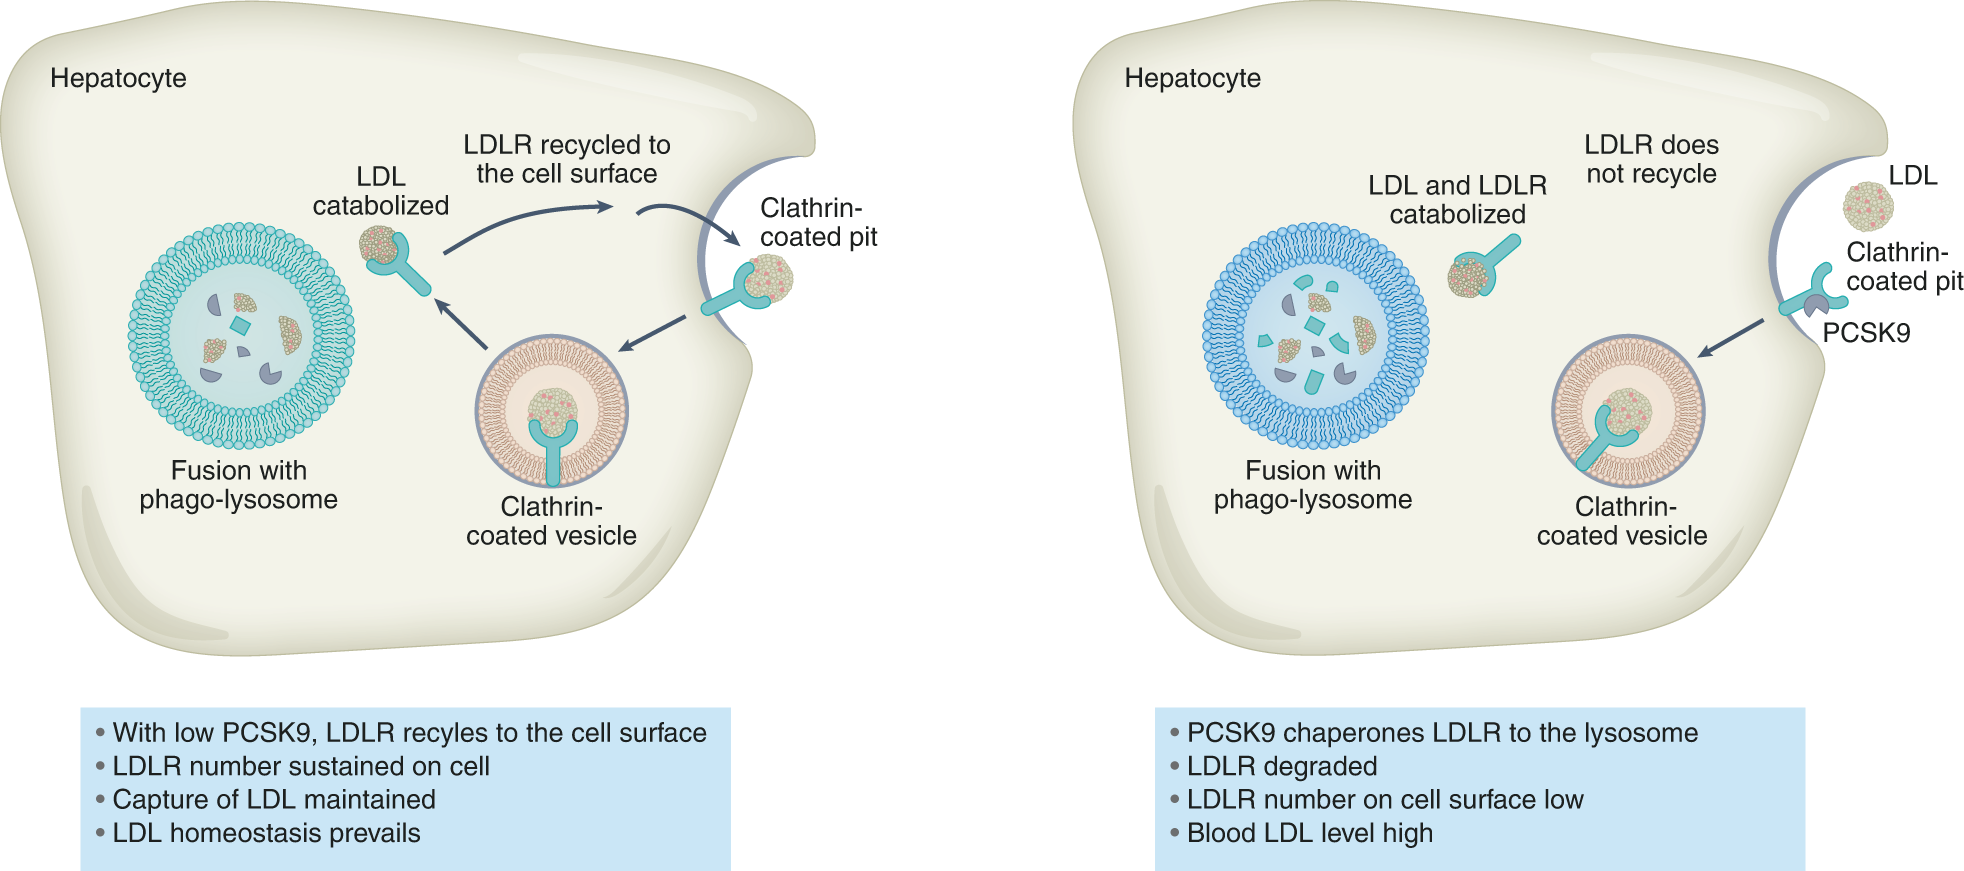 Hepatocyte
LDLR recycled to
the cell surface
LDL
catabolized
Clathrin-
coated pit
Fusion with
phago-lysosome
Clathrin-
coated vesicle
• With low PCSK9, LDLR recyles to the cell surface
• LDLR number sustained on cell
• Capture of LDL maintained
• LDL homeostasis prevails
Hepatocyte
LDLR does
not recycle
LDL
LDL and LDLR
catabolized
Clathrin-
coated pit
PCSK9
Fusion with
phago-lysosome
Clathrin-
coated vesicle
• PCSK9 chaperones LDLR to the lysosome
• LDLR degraded
• LDLR number on cell surface low
• Blood LDL level high